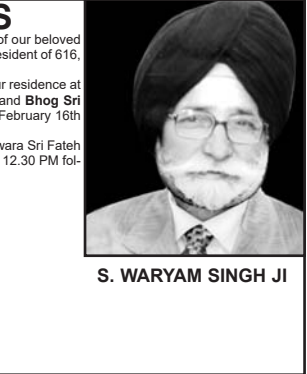 S
of our beloved
esident of 616,
r residence at
and Bhog Sri
February 16th
wara Sri Fateh
12.30 PM fol-
S. WARYAM SINGH JI